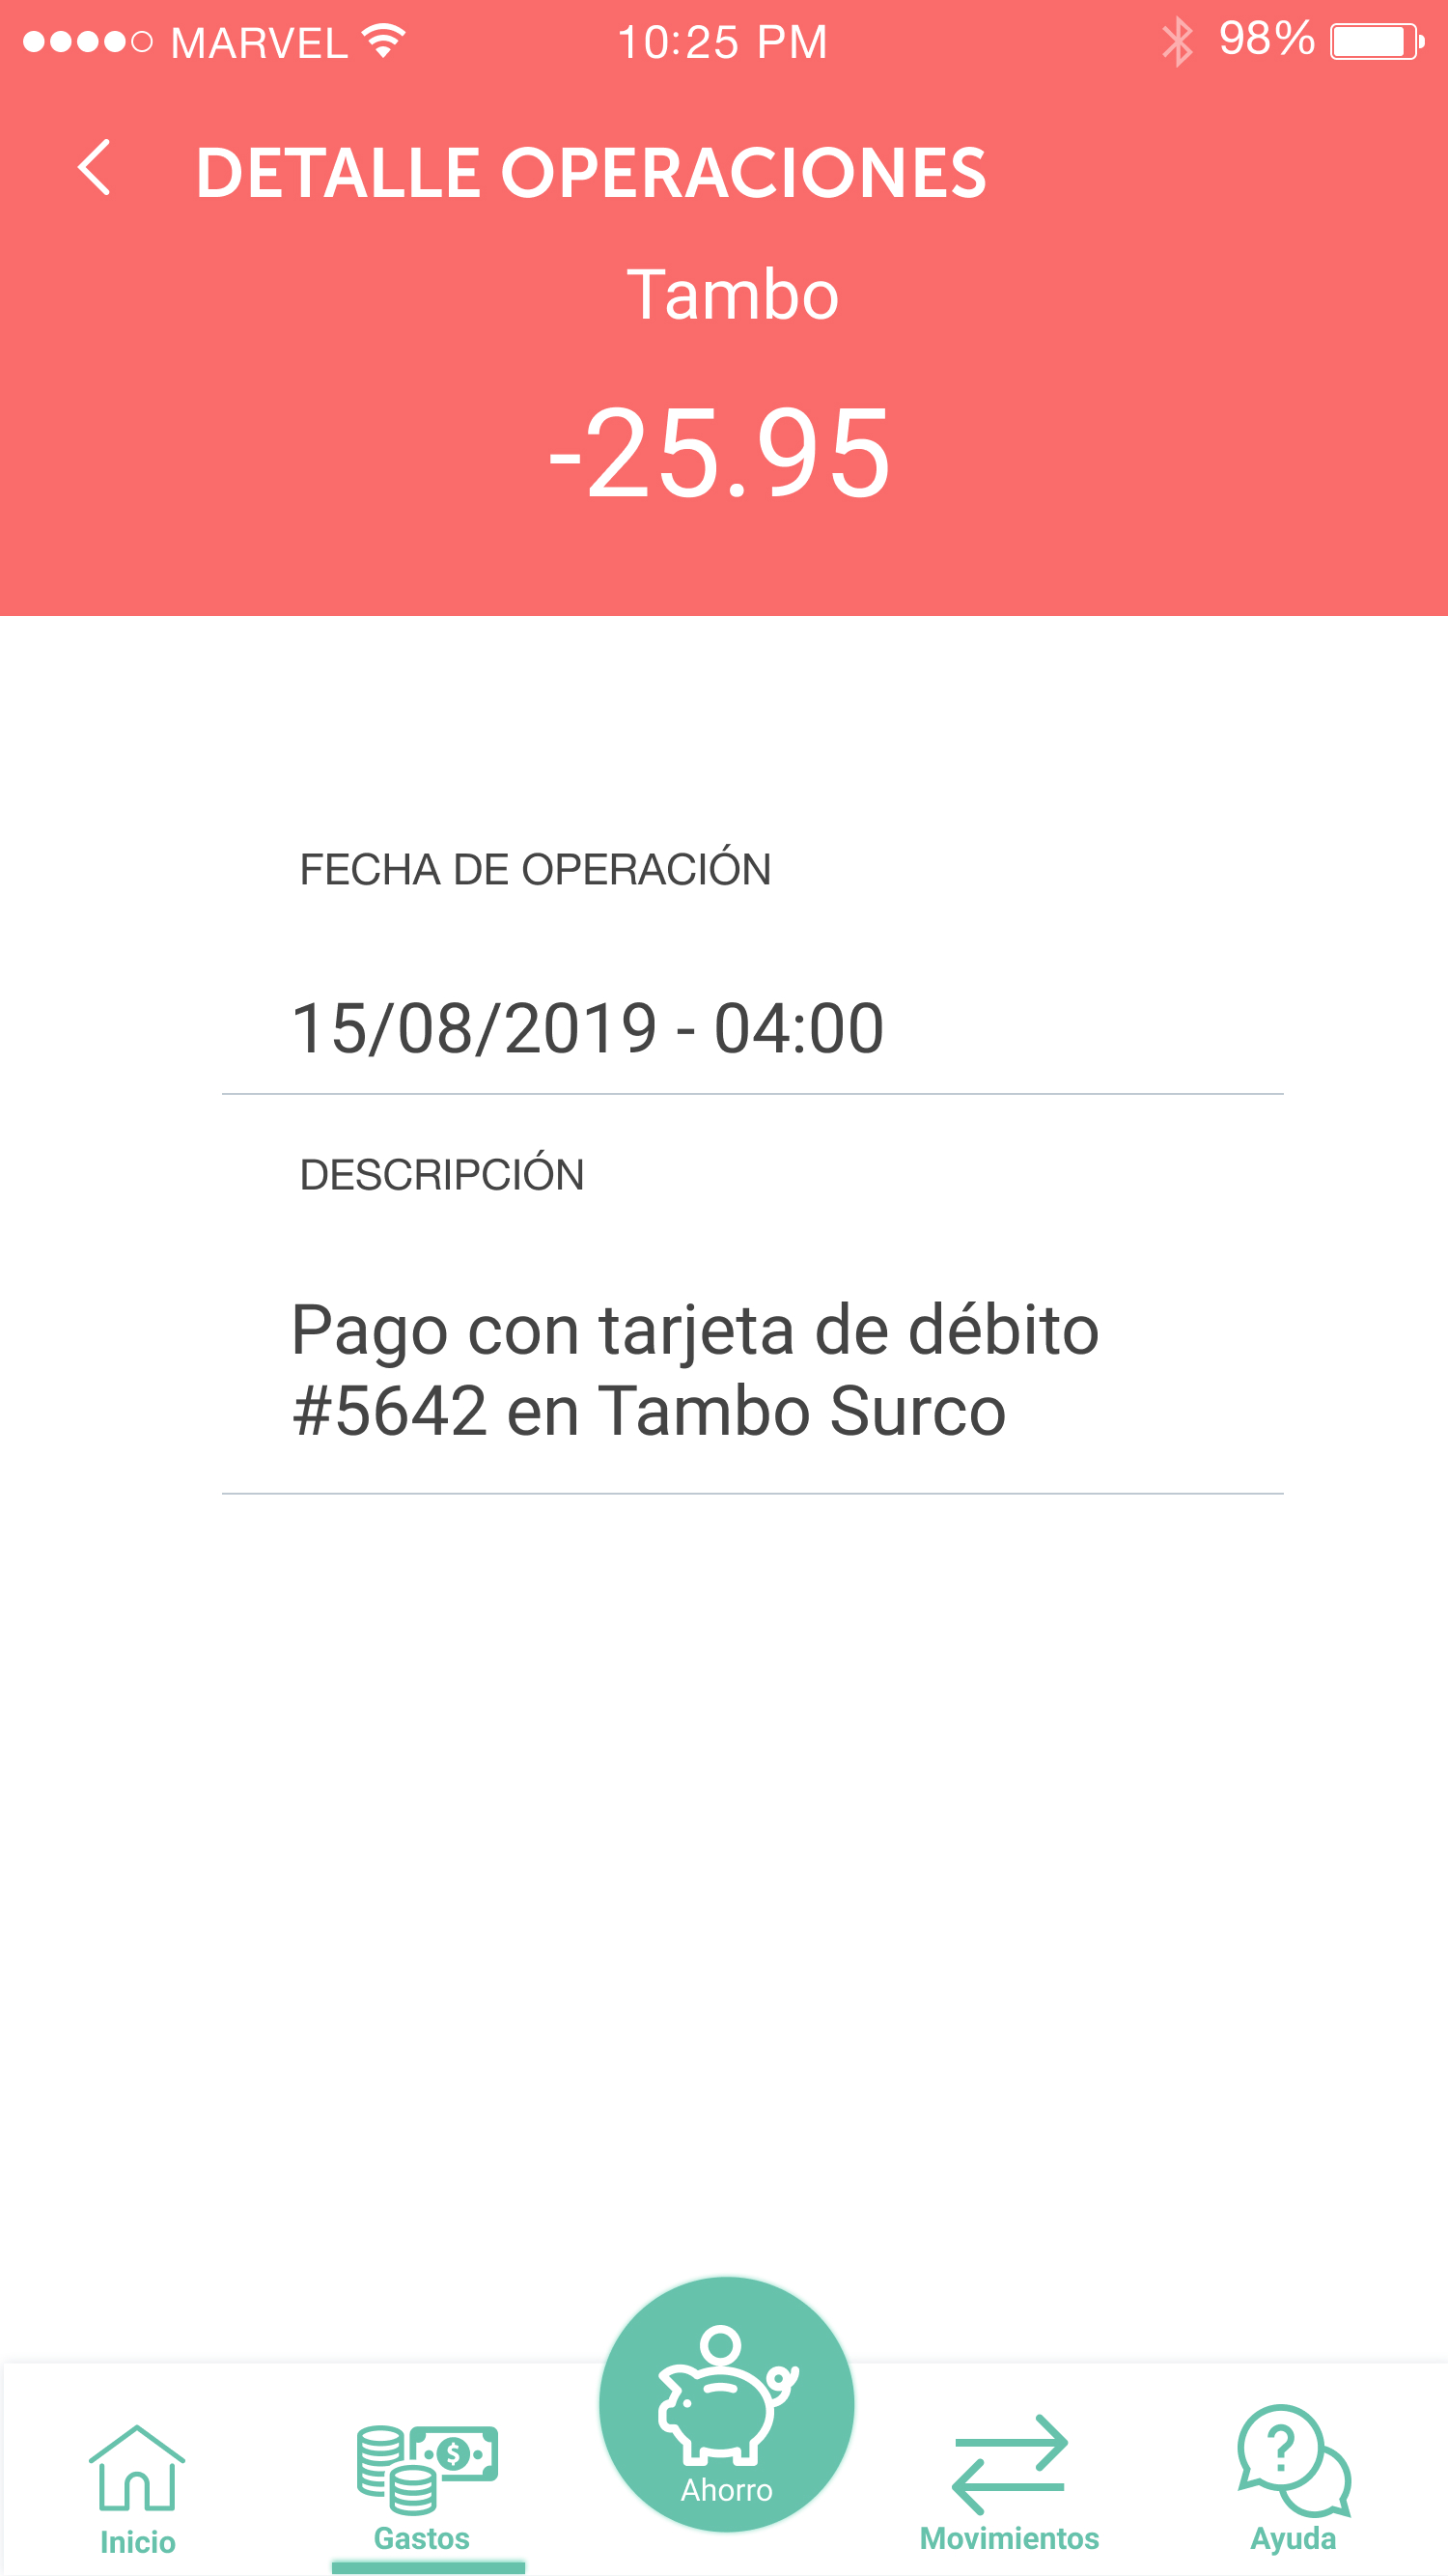 MARVEL 10:25 PM 98%
DETALLE OPERACIONES
Tambo
-25.95
FECHA DE OPERACIÓN
15/08/2019 - 04:00
DESCRIPCIÓN
Pago con tarjeta de débito
#5642 en Tambo Surco
Inicio Gastos Ahorro Movimientos Ayuda